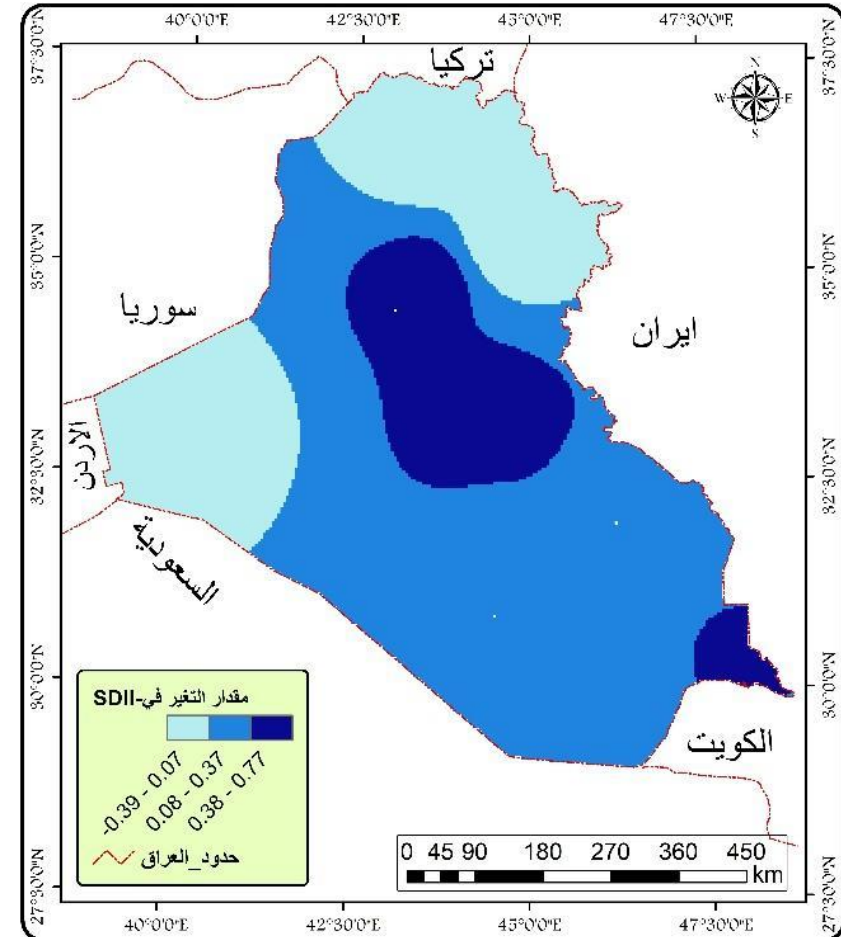 40°0'0"E 42°30'0"E 45°0'0"E 47°30'0"E
37°30'0"N 37°30'0"N
تركيا
N
W E
S
35°0'0"N 35°0'0"N
سوريا
ايران
الاردن
32°30'0"N 32°30'0"N
السعودية
30°0'0"N 30°0'0"N
مقدار التغير في-SDII
-0.39 - 0.07
0.08 - 0.37
0.38 - 0.77
حدود_العراق
الكويت
0 45 90 180 270 360 450
km
27°30'0"N 27°30'0"N
40°0'0"E 42°30'0"E 45°0'0"E 47°30'0"E